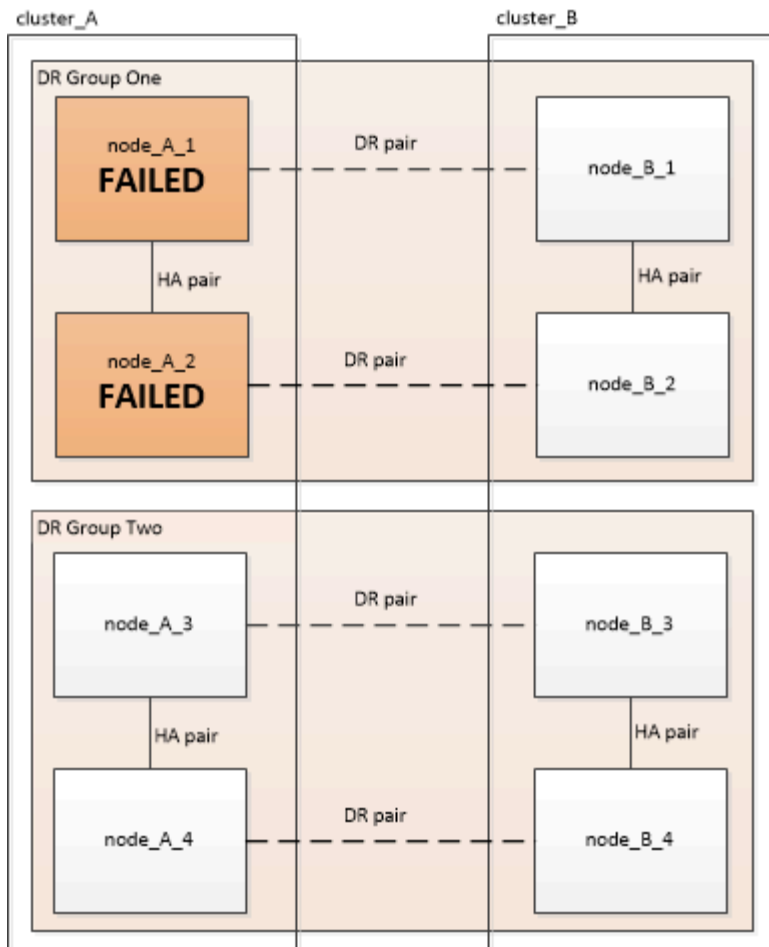 cluster_A
cluster_B
DR Group One
node_A_1
FAILED
DR pair
node_B_1
HA pair
HA pair
node_A_2
FAILED
DR pair
node_B_2
DR Group Two
node_A_3
DR pair
node_B_3
HA pair
HA pair
node_A_4
DR pair
node_B_4